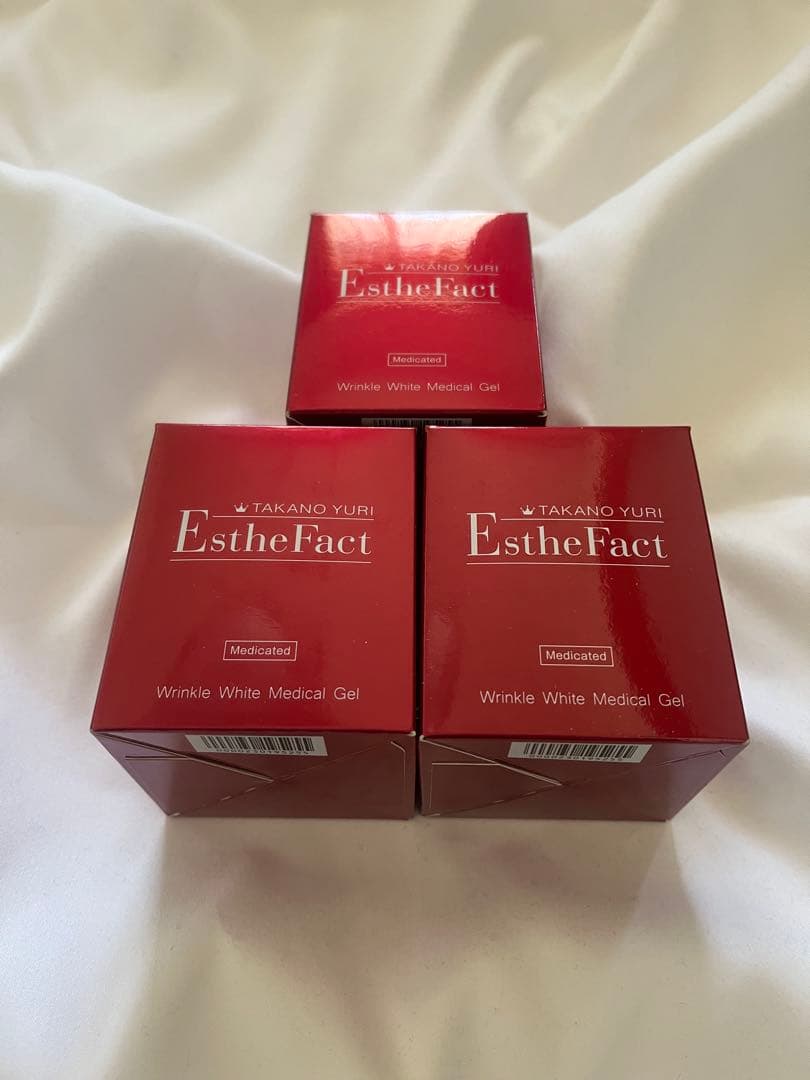 TAKANO YURI
EstheFact
Medicated
Wrinkle White Medical Gel
TAKANO YURI
EstheFact
Medicated
Wrinkle White Medical Gel
TAKANO YURI
EstheFact
Medicated
Wrinkle White Medical Gel